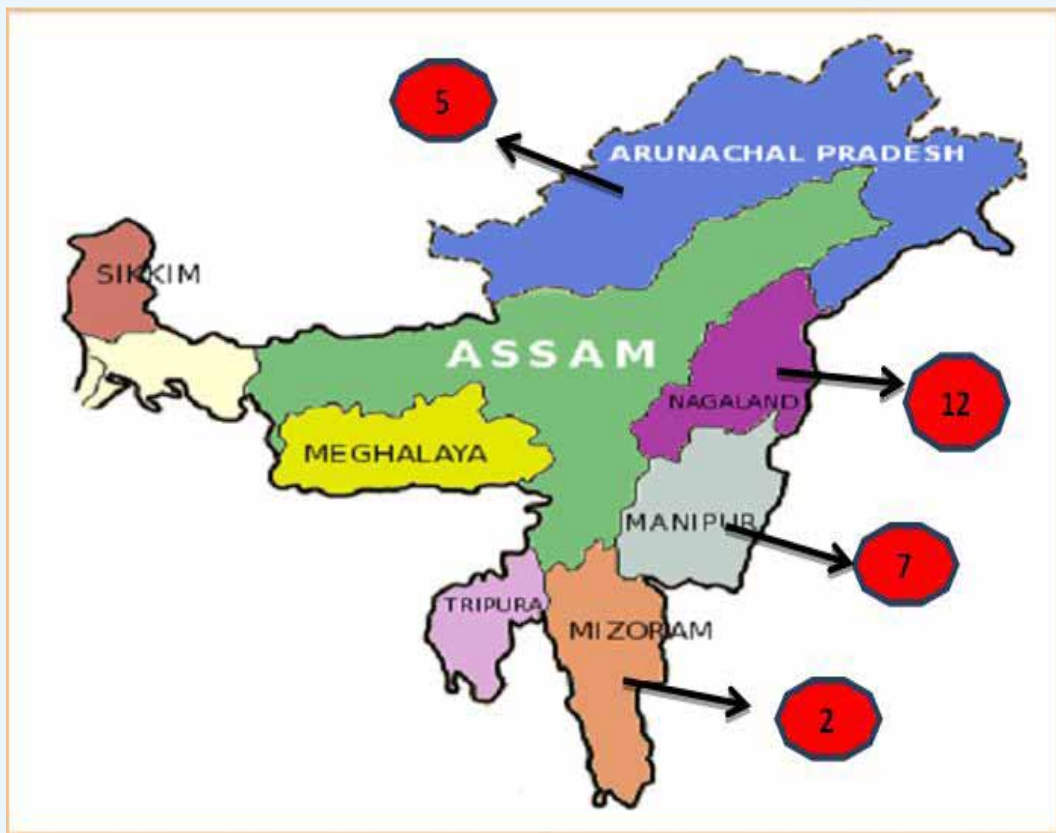 5
ARUNACHAL PRADESH
SIKKIM
ASSAM
NAGALAND
12
MEGHALAYA
MANIPUR
7
TRIPURA
MIZORAM
2